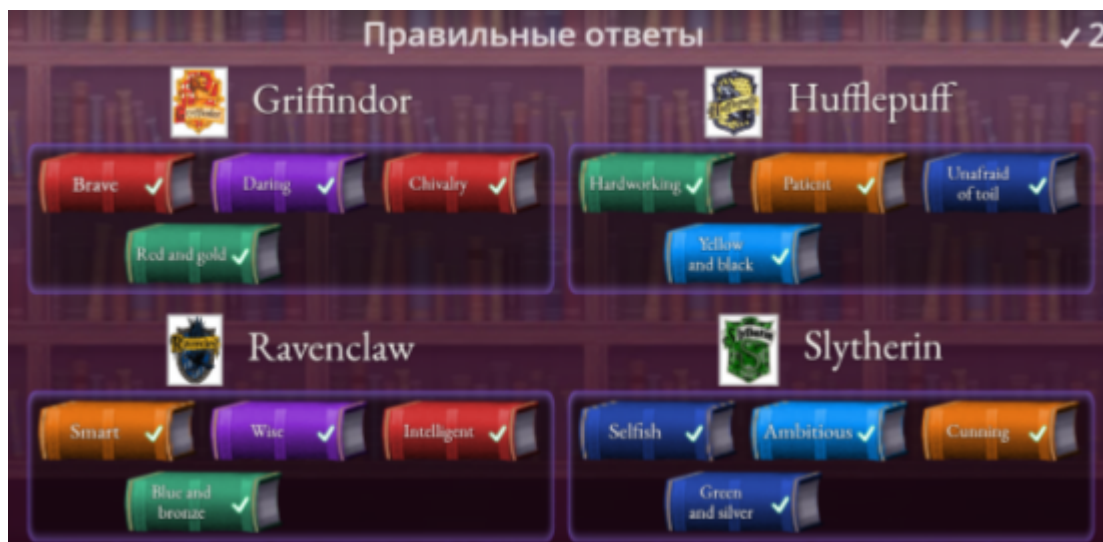 Правильные ответы
✓ 2
Griffindor
Hufflepuff
Brave ✓
Daring ✓
Chivalry ✓
Red and gold ✓
Hardworking ✓
Patient ✓
Unafraid
of toil ✓
Yellow
and black ✓
Ravenclaw
Slytherin
Smart ✓
Wise ✓
Intelligent ✓
Blue and
bronze ✓
Selfish ✓
Ambitious ✓
Cunning ✓
Green
and silver ✓